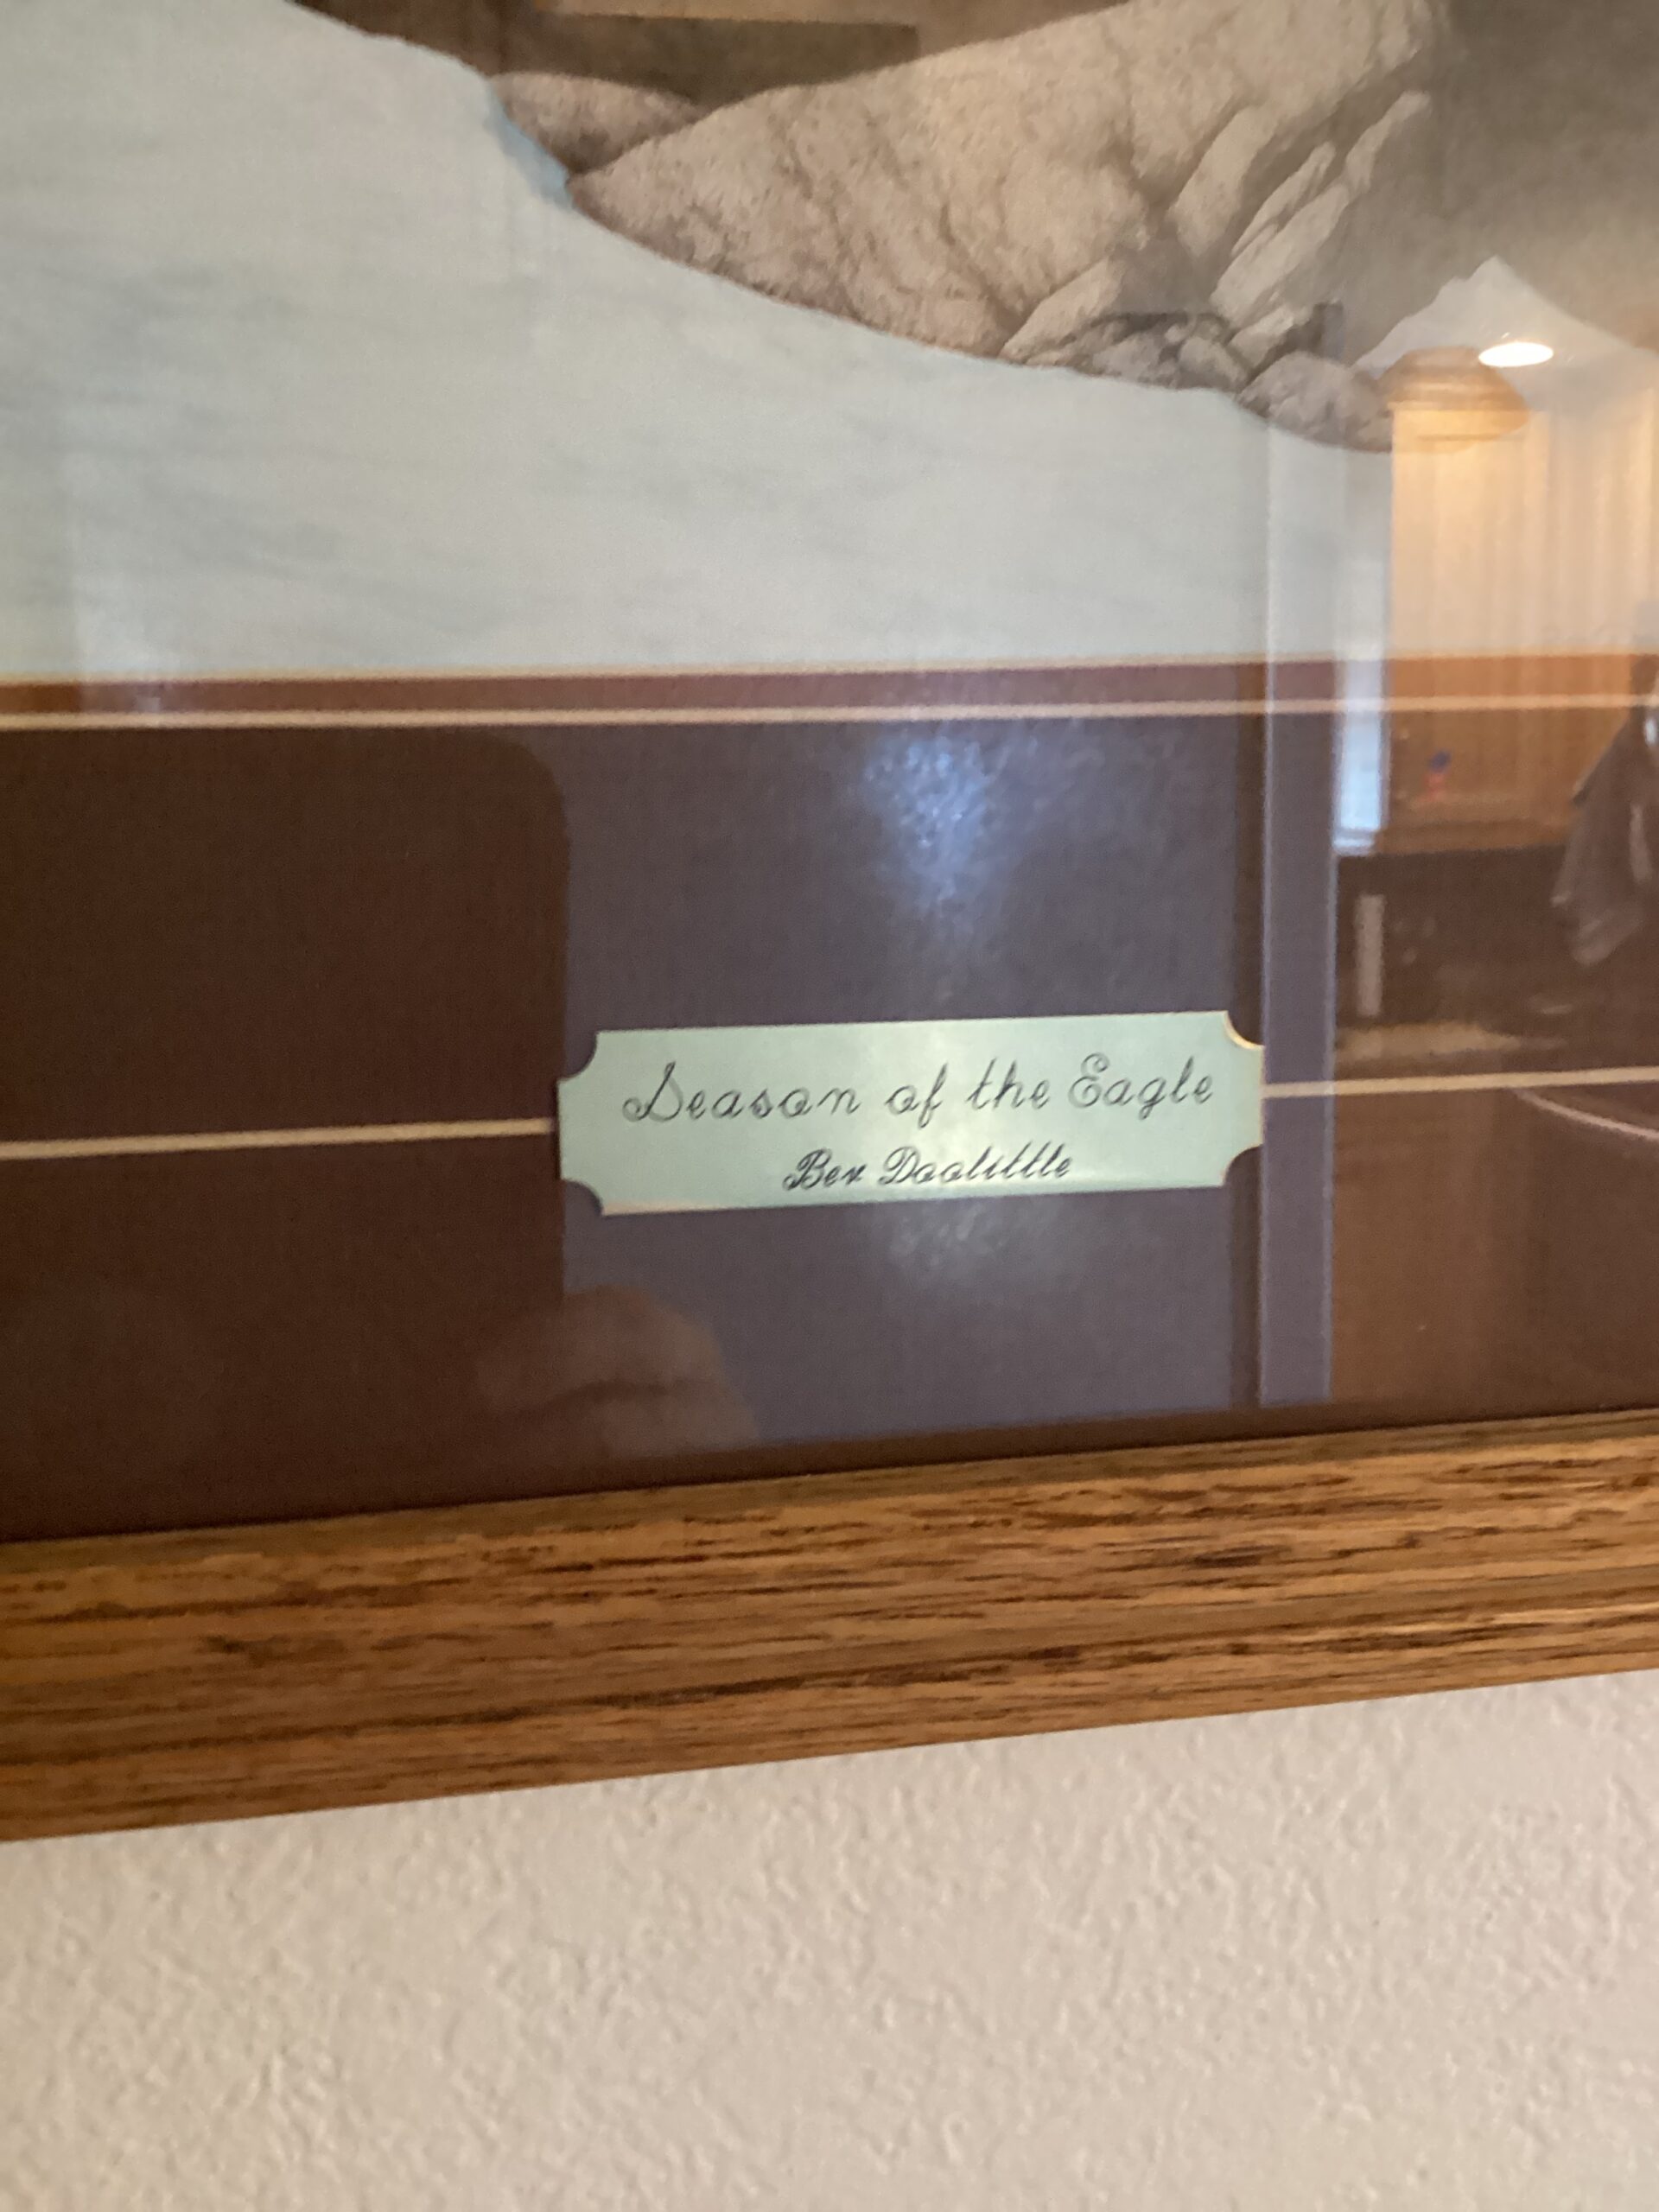 Season of the Eagle
Bev Doolittle